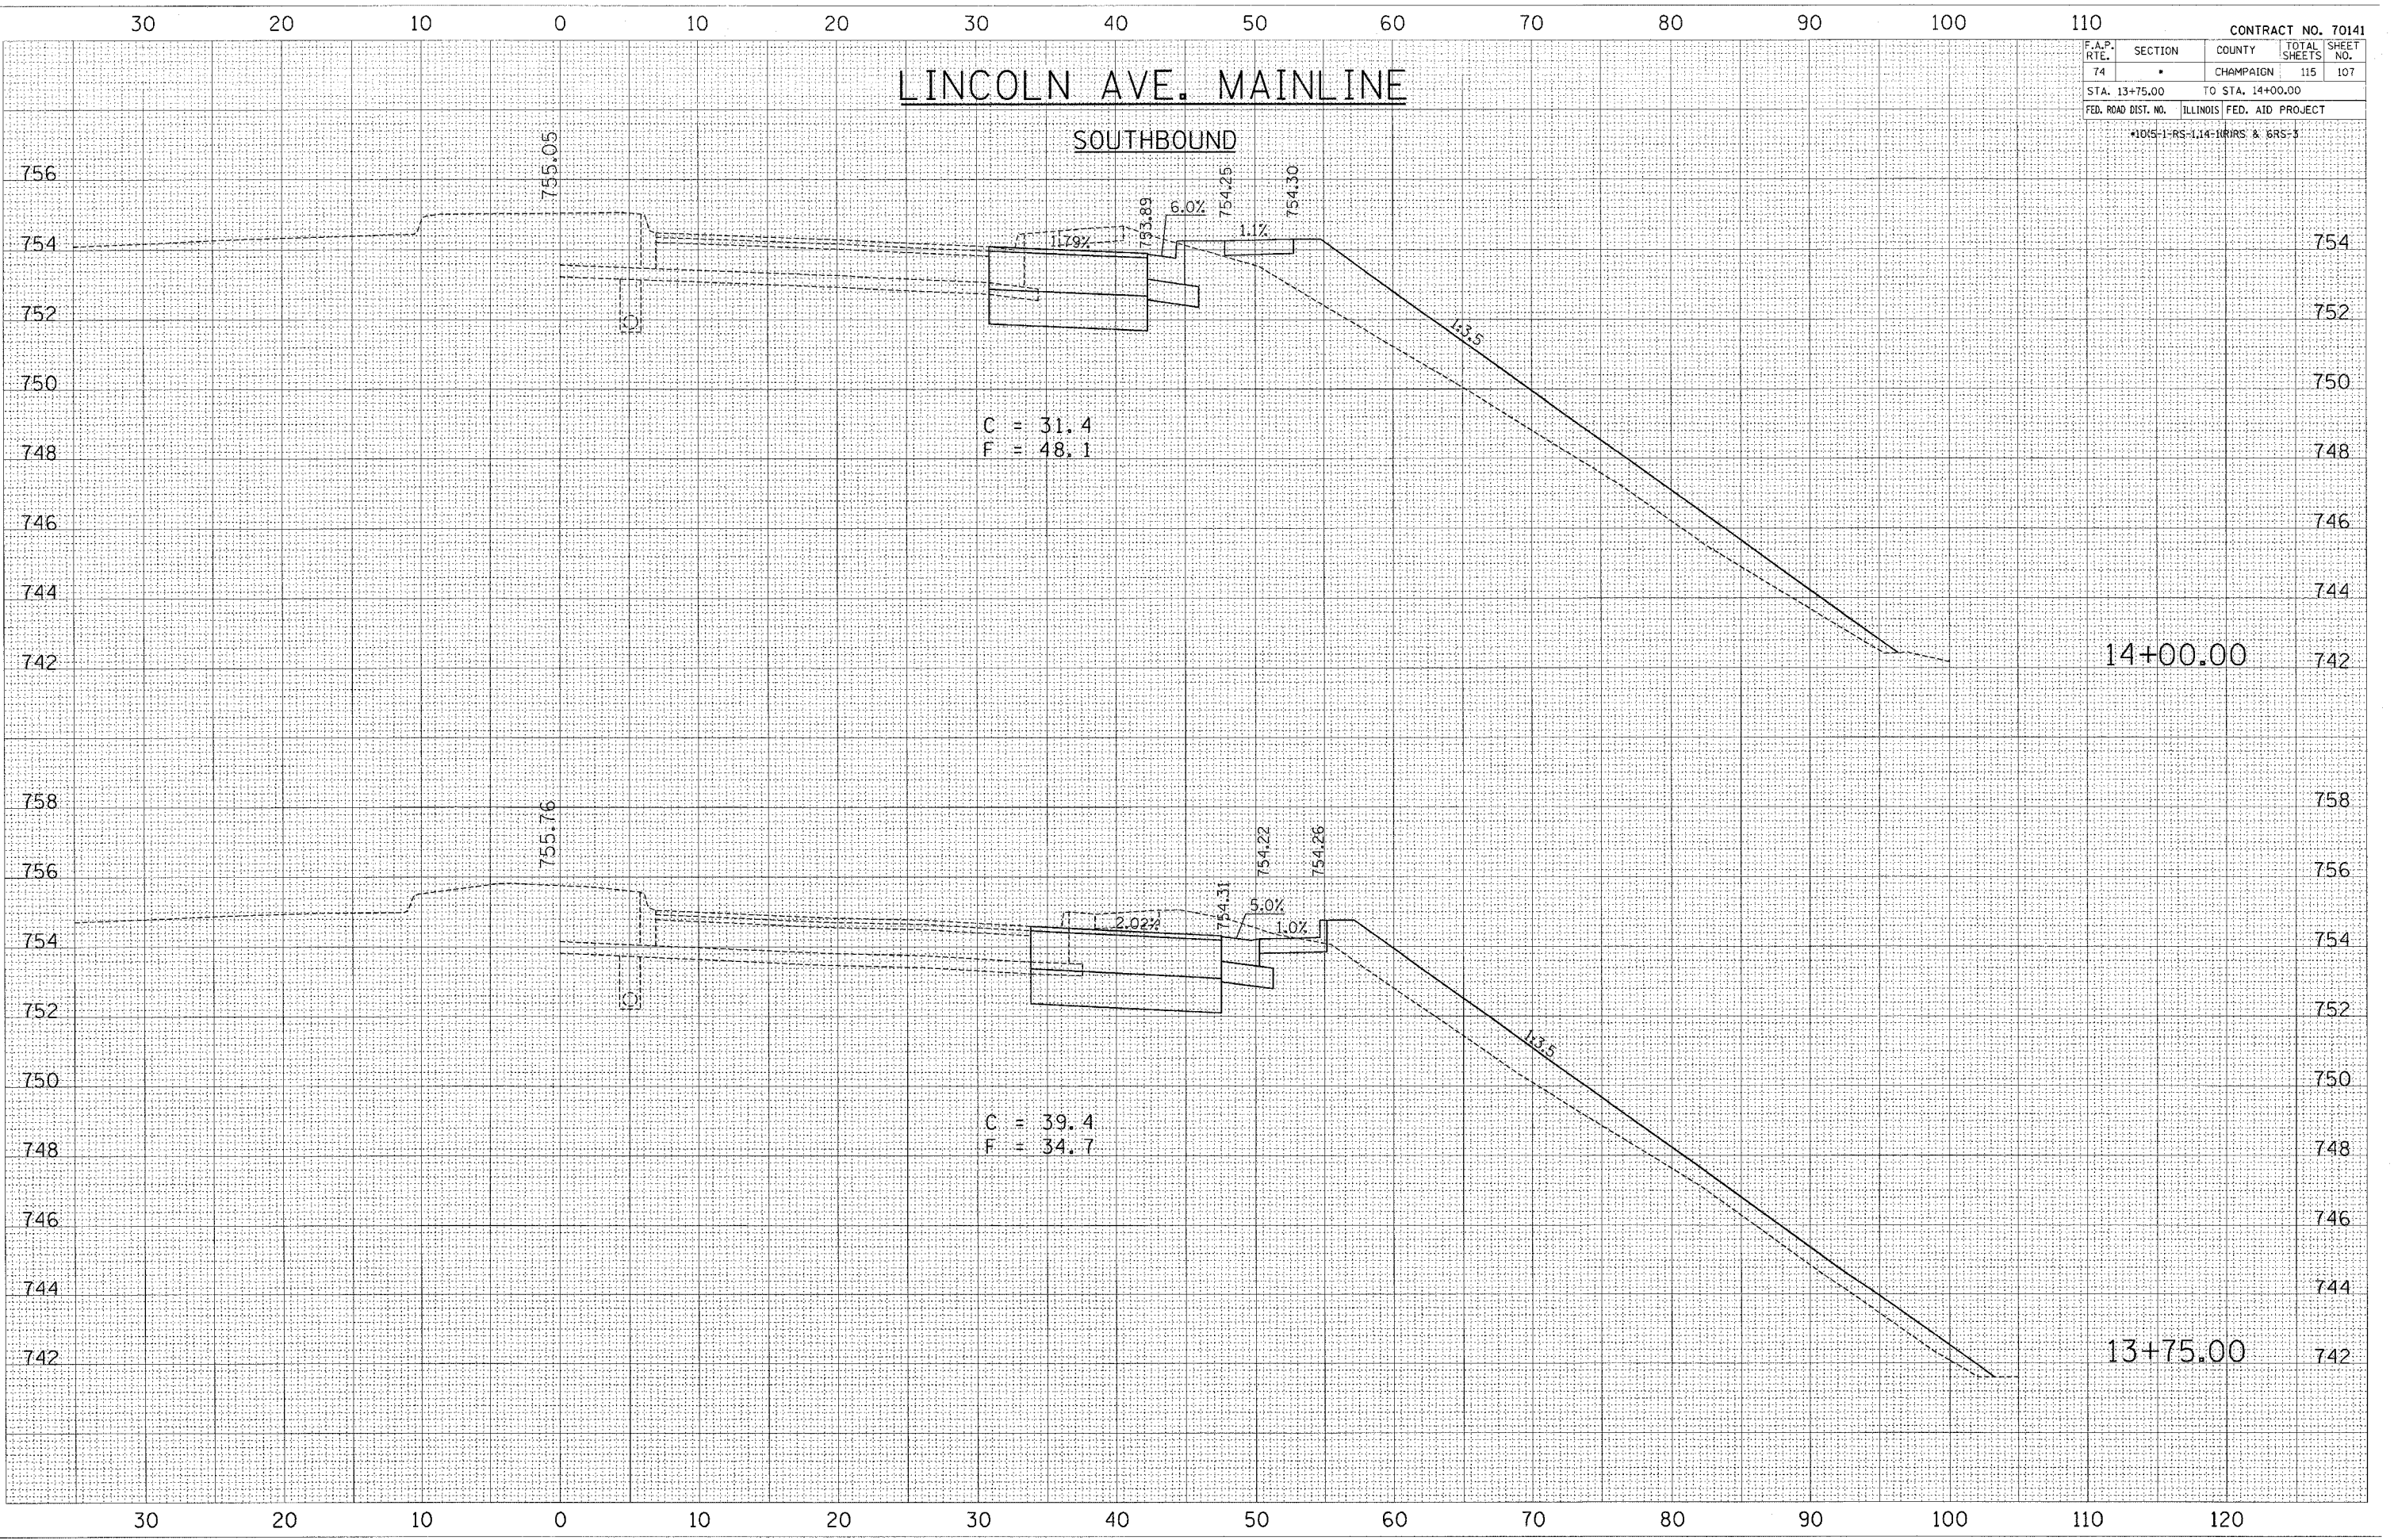 30 20 10 0 10 20 30 40 50 60 70 80 90 100 110
CONTRACT NO. 70141
F.A.P. RTE. SECTION COUNTY TOTAL SHEETS SHEET NO.
74 • CHAMPAIGN 115 107
STA. 13+75.00 TO STA. 14+00.00
FED. ROAD DIST. NO. ILLINOIS FED. AID PROJECT
LINCOLN AVE. MAINLINE
SOUTHBOUND
755.05
753.89
6.0%
754.25
754.30
1.79%
1.1%
1:3.5
756
754 754
752 752
750 750
C = 31.4
F = 48.1
748 748
746 746
744 744
742 14+00.00 742
758 758
755.76
754.31
754.22
754.26
5.0%
2.02%
1.0%
1:3.5
756 756
754 754
752 752
750 750
C = 39.4
F = 34.7
748 748
746 746
744 744
742 13+75.00 742
30 20 10 0 10 20 30 40 50 60 70 80 90 100 110 120